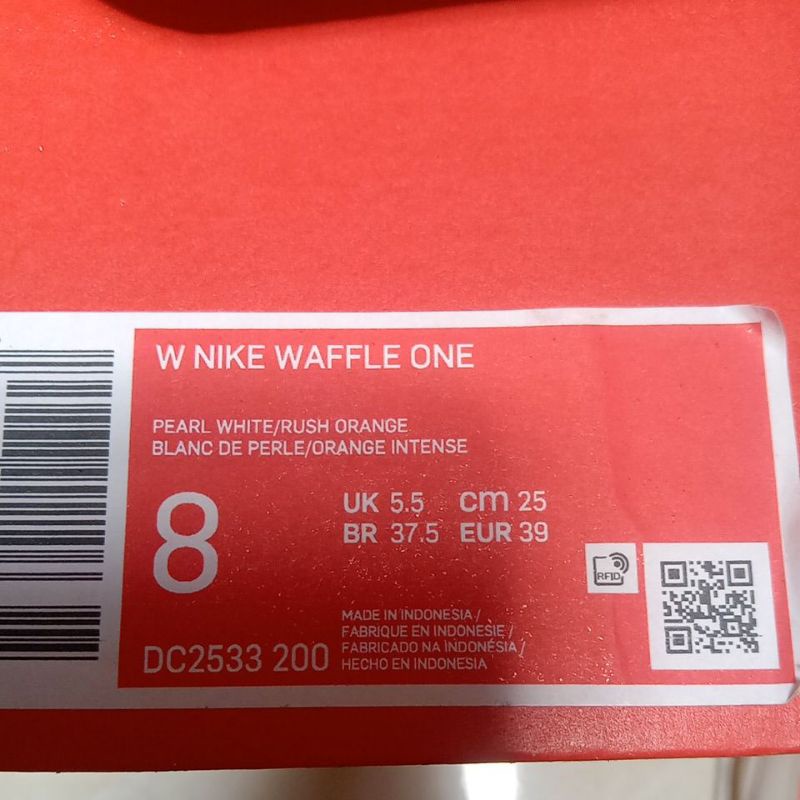 W NIKE WAFFLE ONE
PEARL WHITE/RUSH ORANGE
BLANC DE PERLE/ORANGE INTENSE
8
UK 5.5 cm 25
BR 37.5 EUR 39
RFID
DC2533 200
MADE IN INDONESIA /
FABRIQUE EN INDONESIE /
FABRICADO NA INDONÉSIA /
HECHO EN INDONESIA